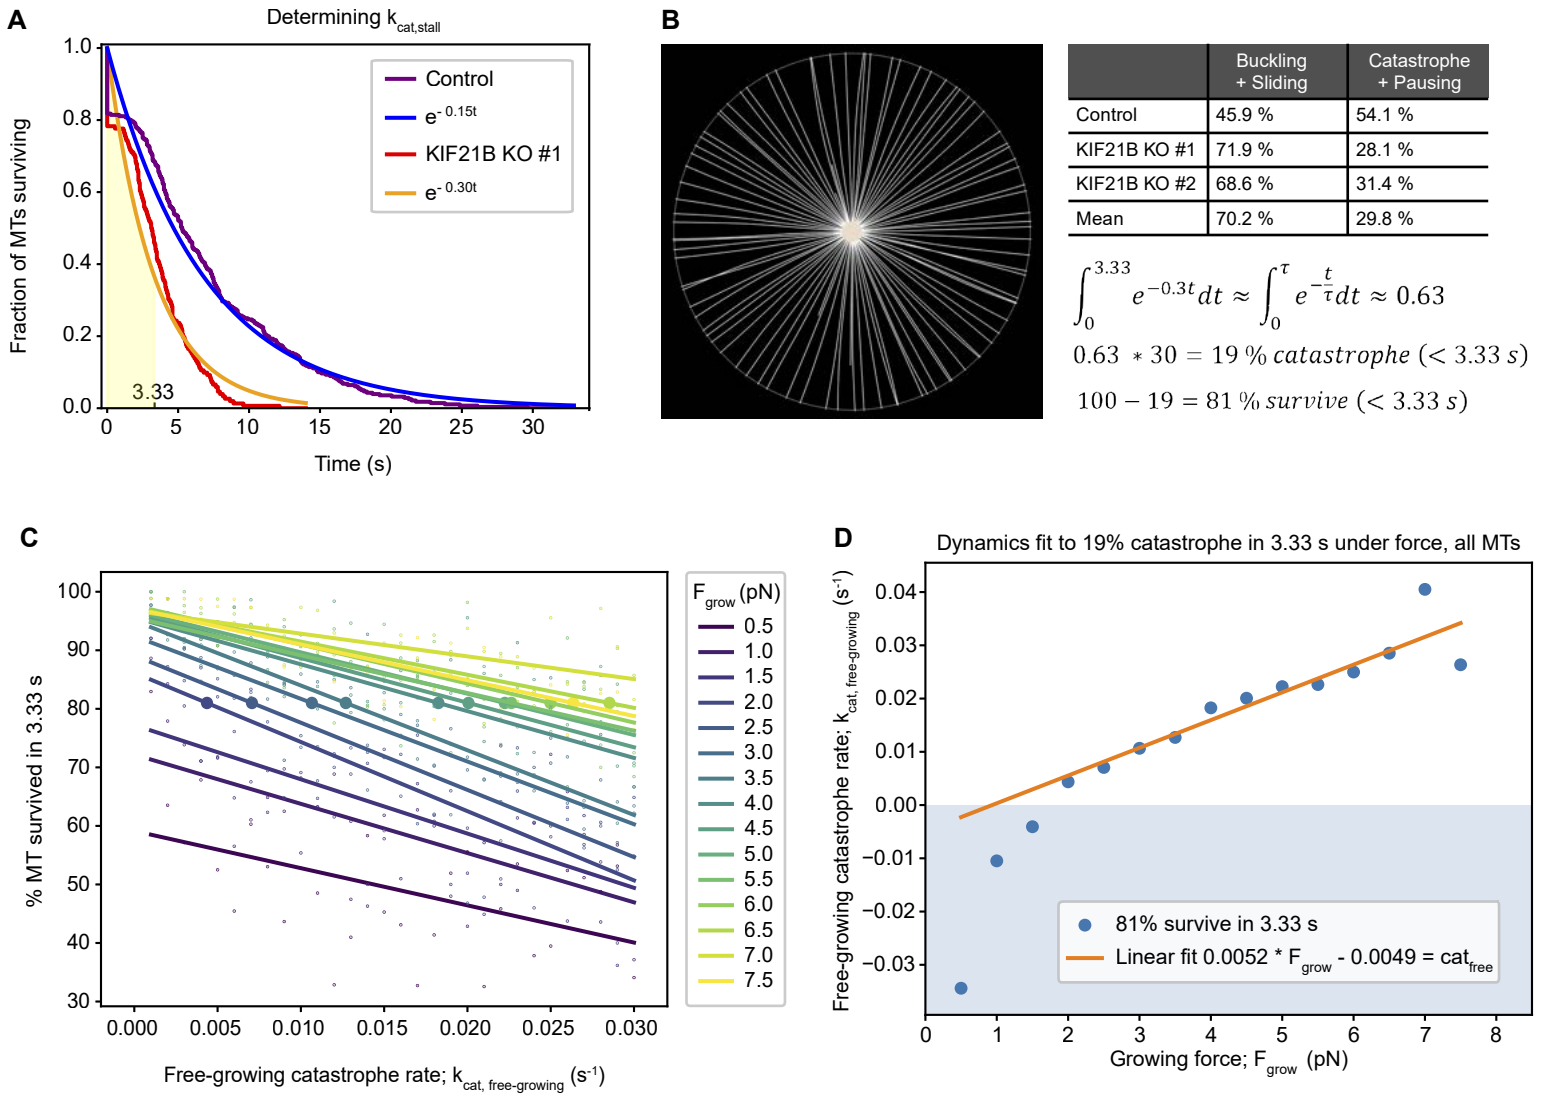 A
Determining k_cat,stall
Fraction of MTs surviving
1.0
0.8
0.6
0.4
0.2
0.0
Control
e^- 0.15t
KIF21B KO #1
e^- 0.30t
3.33
0 5 10 15 20 25 30
Time (s)
B
Buckling + Sliding
Catastrophe + Pausing
Control 45.9 % 54.1 %
KIF21B KO #1 71.9 % 28.1 %
KIF21B KO #2 68.6 % 31.4 %
Mean 70.2 % 29.8 %
∫_0^3.33 e^−0.3t dt ≈ ∫_0^τ e^−t/τ dt ≈ 0.63
0.63 * 30 = 19 % catastrophe (< 3.33 s)
100 − 19 = 81 % survive (< 3.33 s)
C
% MT survived in 3.33 s
100
90
80
70
60
50
40
30
0.000 0.005 0.010 0.015 0.020 0.025 0.030
Free-growing catastrophe rate; k_cat, free-growing (s^-1)
F_grow (pN)
0.5
1.0
1.5
2.0
2.5
3.0
3.5
4.0
4.5
5.0
5.5
6.0
6.5
7.0
7.5
D
Dynamics fit to 19% catastrophe in 3.33 s under force, all MTs
Free-growing catastrophe rate; k_cat, free-growing (s^-1)
0.04
0.03
0.02
0.01
0.00
−0.01
−0.02
−0.03
81% survive in 3.33 s
Linear fit 0.0052 * F_grow - 0.0049 = cat_free
0 1 2 3 4 5 6 7 8
Growing force; F_grow (pN)